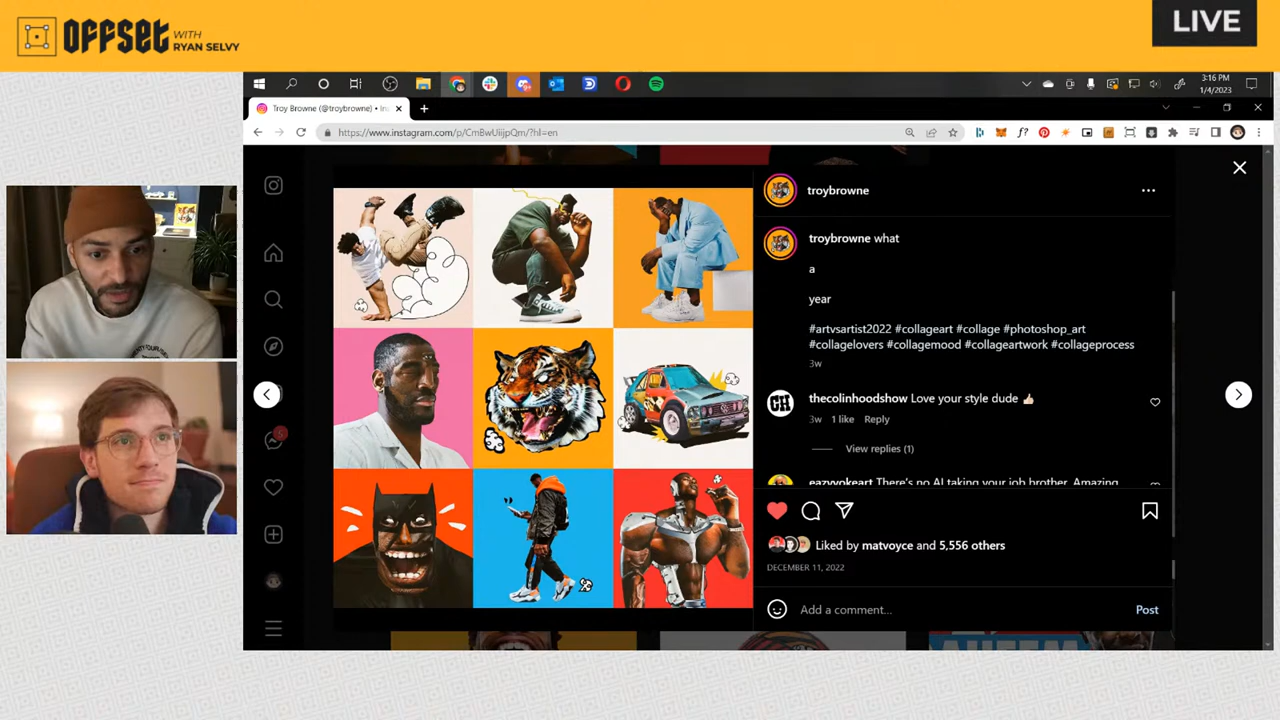 OFFSET
WITH
RYAN SELVY
LIVE
3:16 PM
1/4/2023
Troy Browne (@troybrowne) • In
https://www.instagram.com/p/CmBwUiijpQm/?hl=en
f?
troybrowne
troybrowne what
a
year
#artvsartist2022 #collageart #collage #photoshop_art
#collagelovers #collagemood #collageartwork #collageprocess
3w
CH
thecolinhoodshow Love your style dude 👍🏻
3w 1 like Reply
View replies (1)
eazyyokeart There's no AI taking your job brother. Amazing
Liked by matvoyce and 5,556 others
DECEMBER 11, 2022
Add a comment...
Post